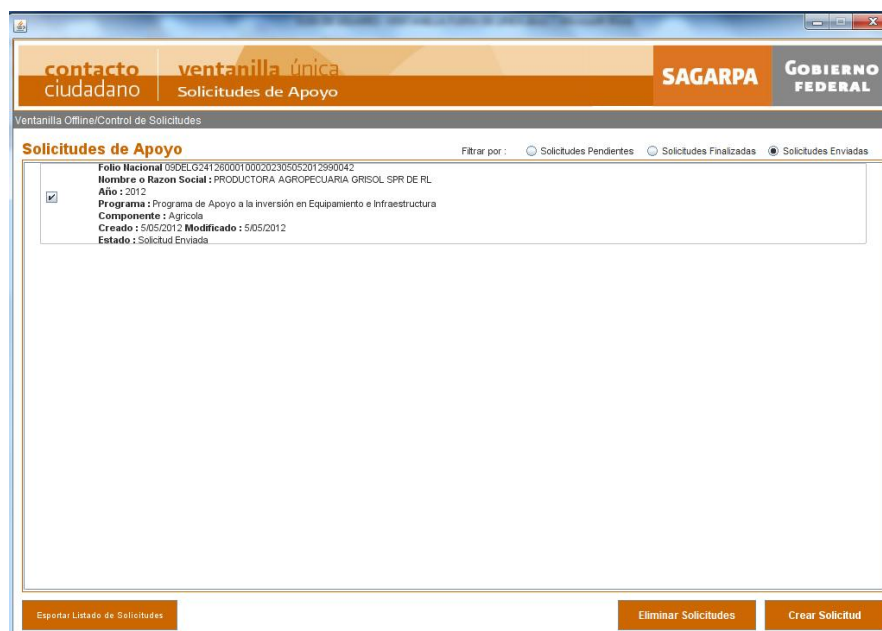 contacto ciudadano
ventanilla única
Solicitudes de Apoyo
SAGARPA
GOBIERNO FEDERAL
Ventanilla Offline/Control de Solicitudes
Solicitudes de Apoyo
Filtrar por : Solicitudes Pendientes Solicitudes Finalizadas Solicitudes Enviadas
Folio Nacional 09DELG241260001000202305052012990042
Nombre o Razon Social : PRODUCTORA AGROPECUARIA GRISOL SPR DE RL
Año : 2012
Programa : Programa de Apoyo a la inversión en Equipamiento e Infraestructura
Componente : Agricola
Creado : 5/05/2012 Modificado : 5/05/2012
Estado : Solicitud Enviada
Esportar Listado de Solicitudes Eliminar Solicitudes Crear Solicitud